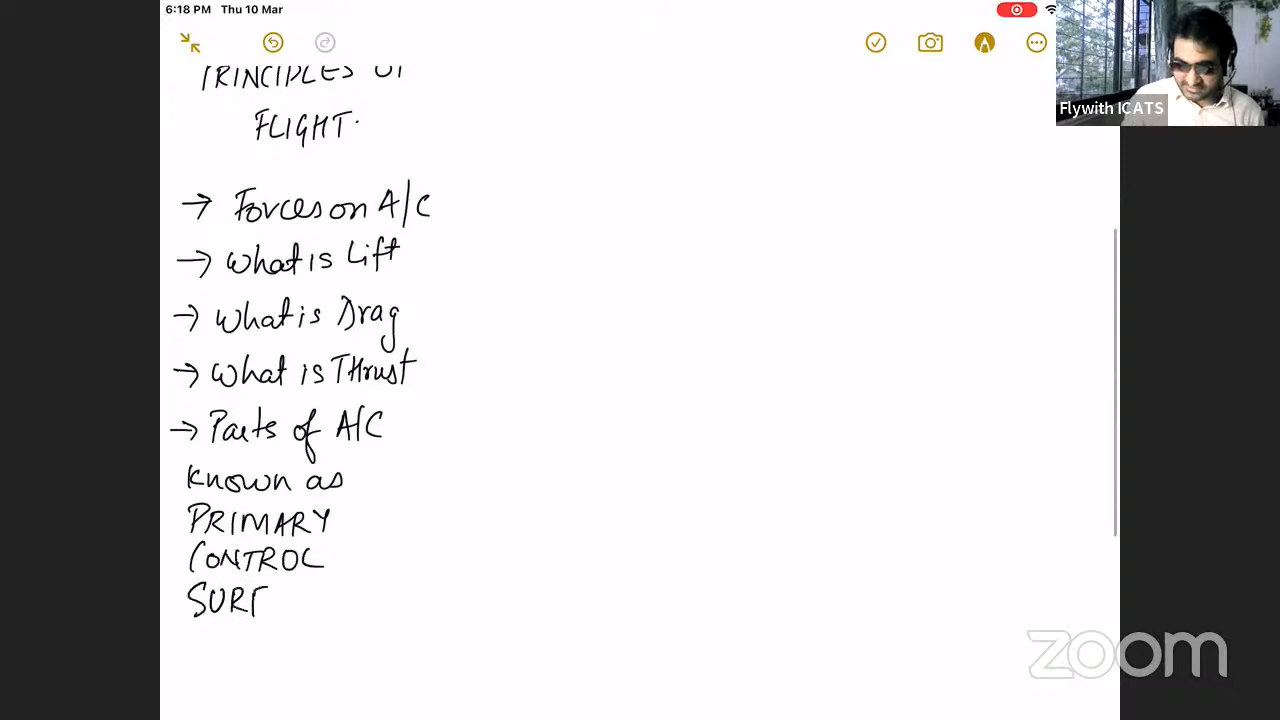 6:18 PM Thu 10 Mar
PRINCIPLES OF
FLIGHT.
→ Forces on A/C
→ What is Lift
→ What is Drag
→ What is THrust
→ Parts of A/C
Known as
PRIMARY
CONTROL
SURF
Flywith ICATS
zoom